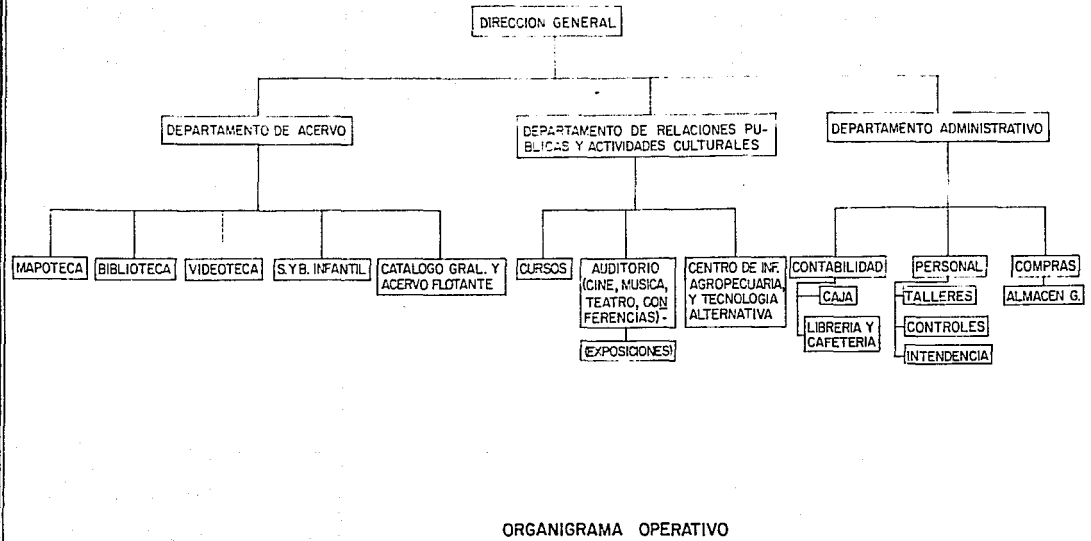 DIRECCION GENERAL
DEPARTAMENTO DE ACERVO
DEPARTAMENTO DE RELACIONES PU-
BLICAS Y ACTIVIDADES CULTURALES
DEPARTAMENTO ADMINISTRATIVO
MAPOTECA
BIBLIOTECA
VIDEOTECA
S.Y B. INFANTIL
CATALOGO GRAL. Y
ACERVO FLOTANTE
CURSOS
AUDITORIO
(CINE, MUSICA,
TEATRO, CON
FERENCIAS) -
(EXPOSICIONES)
CENTRO DE INF.
AGROPECUARIA,
Y TECNOLOGIA
ALTERNATIVA
CONTABILIDAD
CAJA
LIBRERIA Y
CAFETERIA
PERSONAL
TALLERES
CONTROLES
INTENDENCIA
COMPRAS
ALMACEN G.
ORGANIGRAMA OPERATIVO